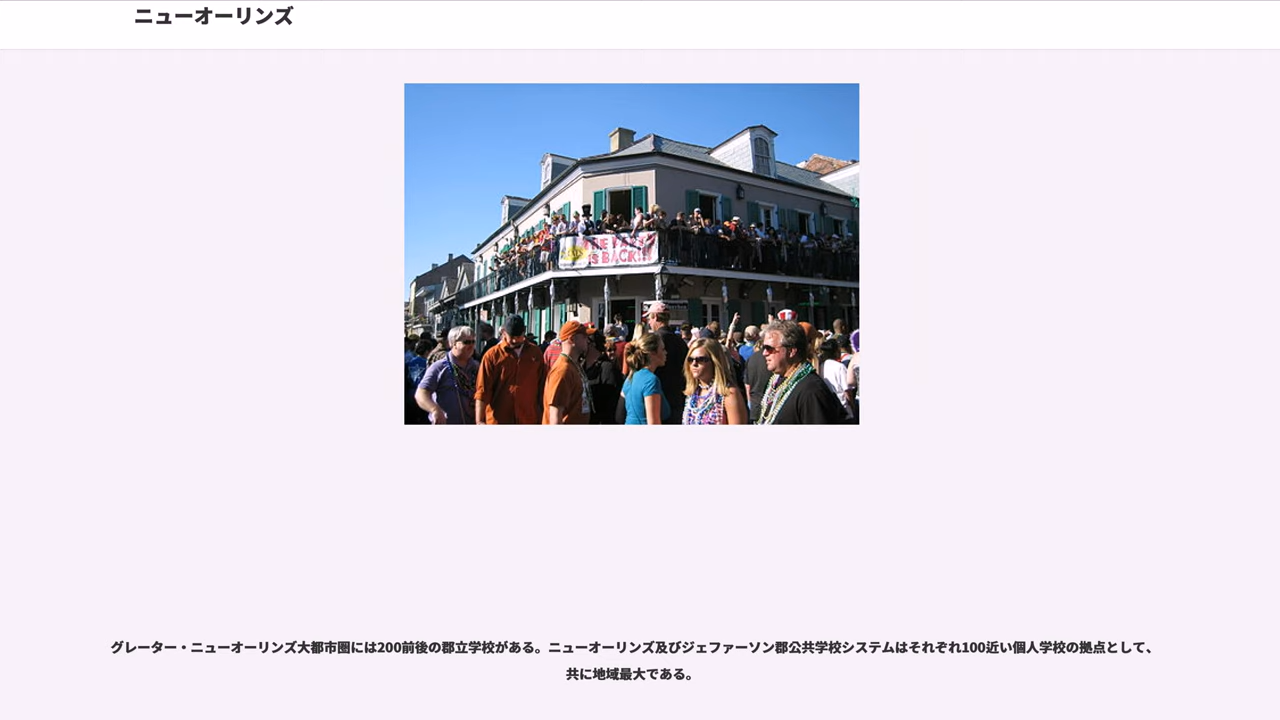 ニューオーリンズ
THE PARTY
IS BACK!!!
グレーター・ニューオーリンズ大都市圏には200前後の郡立学校がある。ニューオーリンズ及びジェファーソン郡公共学校システムはそれぞれ100近い個人学校の拠点として、
共に地域最大である。